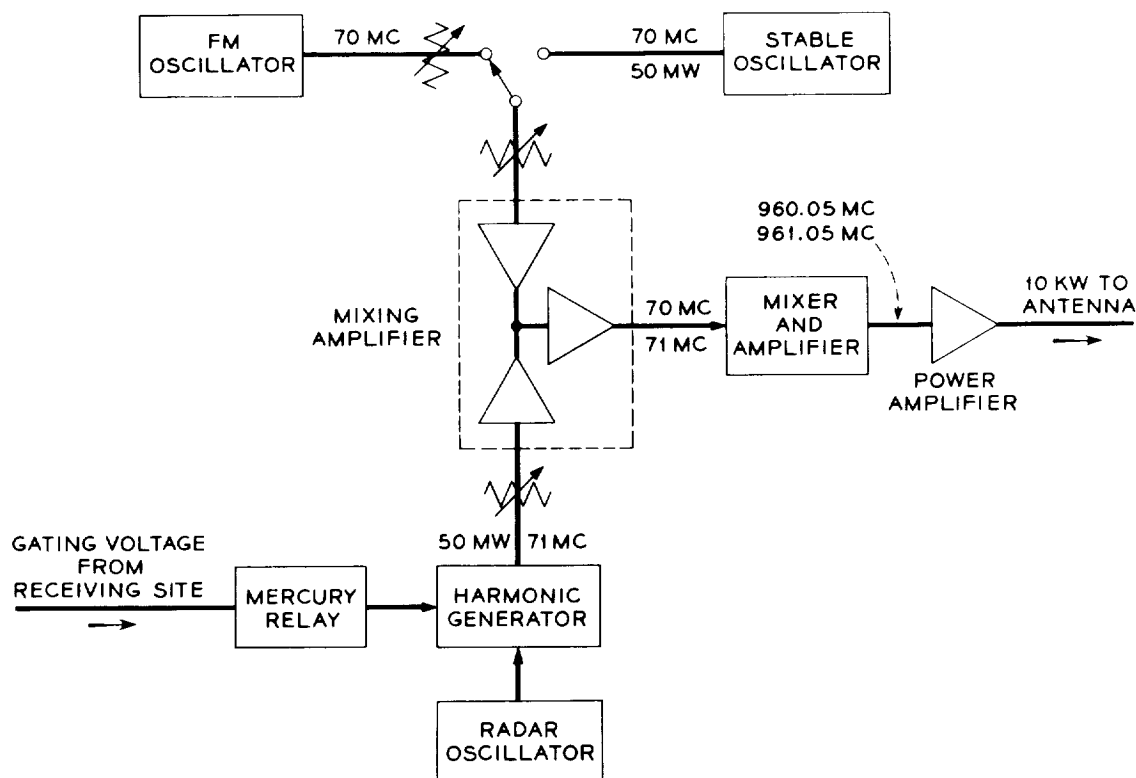 FM
OSCILLATOR
70 MC
70 MC
50 MW
STABLE
OSCILLATOR
960.05 MC
961.05 MC
MIXING
AMPLIFIER
70 MC
71 MC
MIXER
AND
AMPLIFIER
10 KW TO
ANTENNA
POWER
AMPLIFIER
50 MW
71 MC
GATING VOLTAGE
FROM
RECEIVING SITE
MERCURY
RELAY
HARMONIC
GENERATOR
RADAR
OSCILLATOR